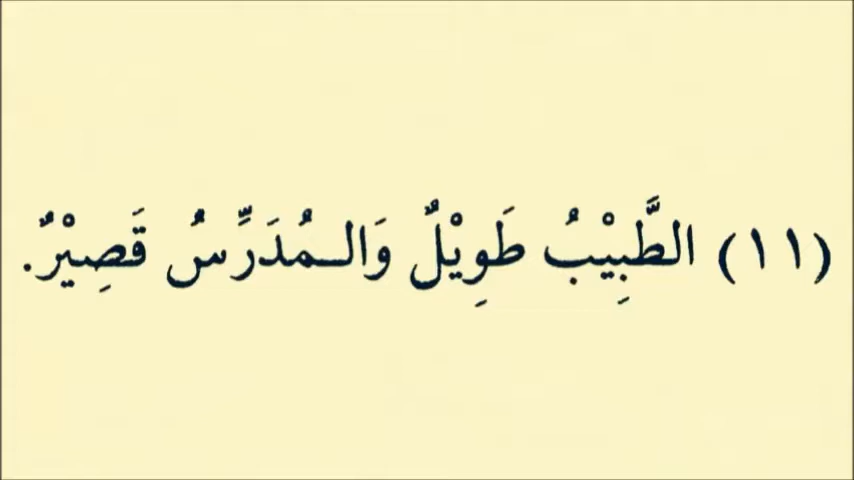 (١١) الطَّبِيْبُ طَوِيْلٌ وَالـمُدَرِّسُ قَصِيْرٌ.